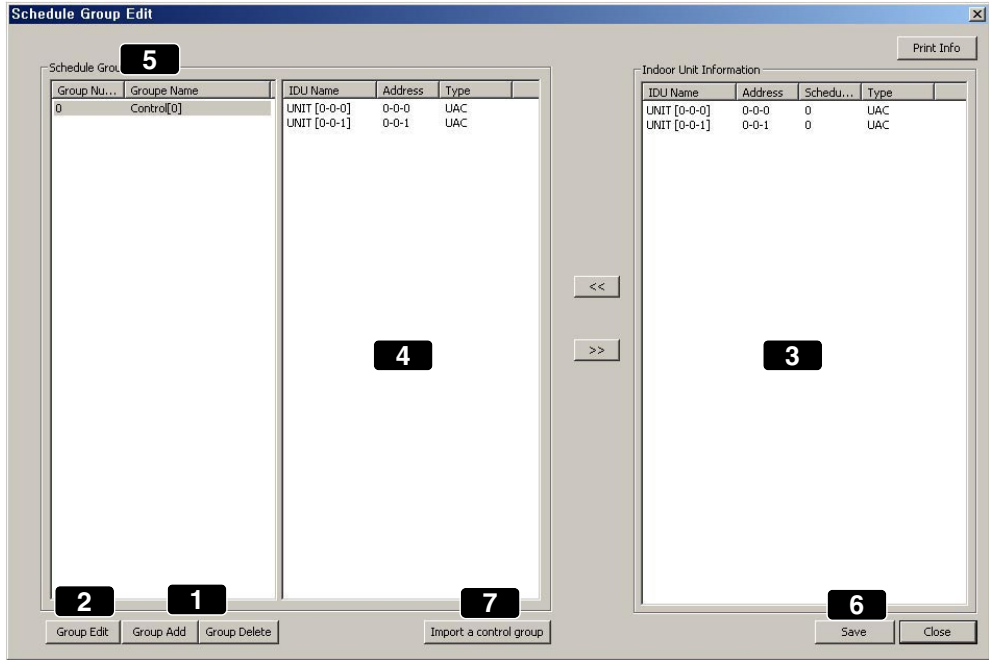 Schedule Group Edit
Print Info
5
Schedule Grou
Indoor Unit Information
Group Nu... Groupe Name
IDU Name Address Type
IDU Name Address Schedu... Type
0 Control[0]
UNIT [0-0-0] 0-0-0 UAC
UNIT [0-0-1] 0-0-1 UAC
UNIT [0-0-0] 0-0-0 0 UAC
UNIT [0-0-1] 0-0-1 0 UAC
<<
>>
4
3
2
1
7
6
Group Edit Group Add Group Delete Import a control group Save Close